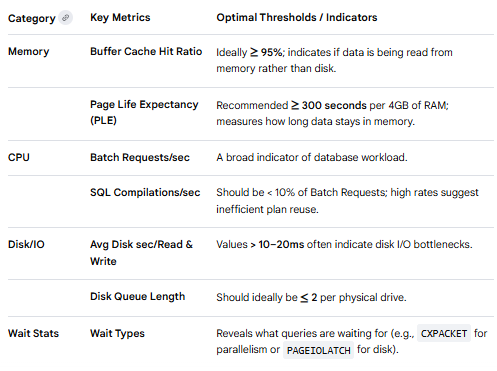 Category Key Metrics Optimal Thresholds / Indicators
Memory Buffer Cache Hit Ratio Ideally ≥ 95%; indicates if data is being read from
memory rather than disk.
Page Life Expectancy Recommended ≥ 300 seconds per 4GB of RAM;
(PLE) measures how long data stays in memory.
CPU Batch Requests/sec A broad indicator of database workload.
SQL Compilations/sec Should be < 10% of Batch Requests; high rates suggest
inefficient plan reuse.
Disk/IO Avg Disk sec/Read & Values > 10–20ms often indicate disk I/O bottlenecks.
Write
Disk Queue Length Should ideally be ≤ 2 per physical drive.
Wait Stats Wait Types Reveals what queries are waiting for (e.g., CXPACKET for
parallelism or PAGEIOLATCH for disk).